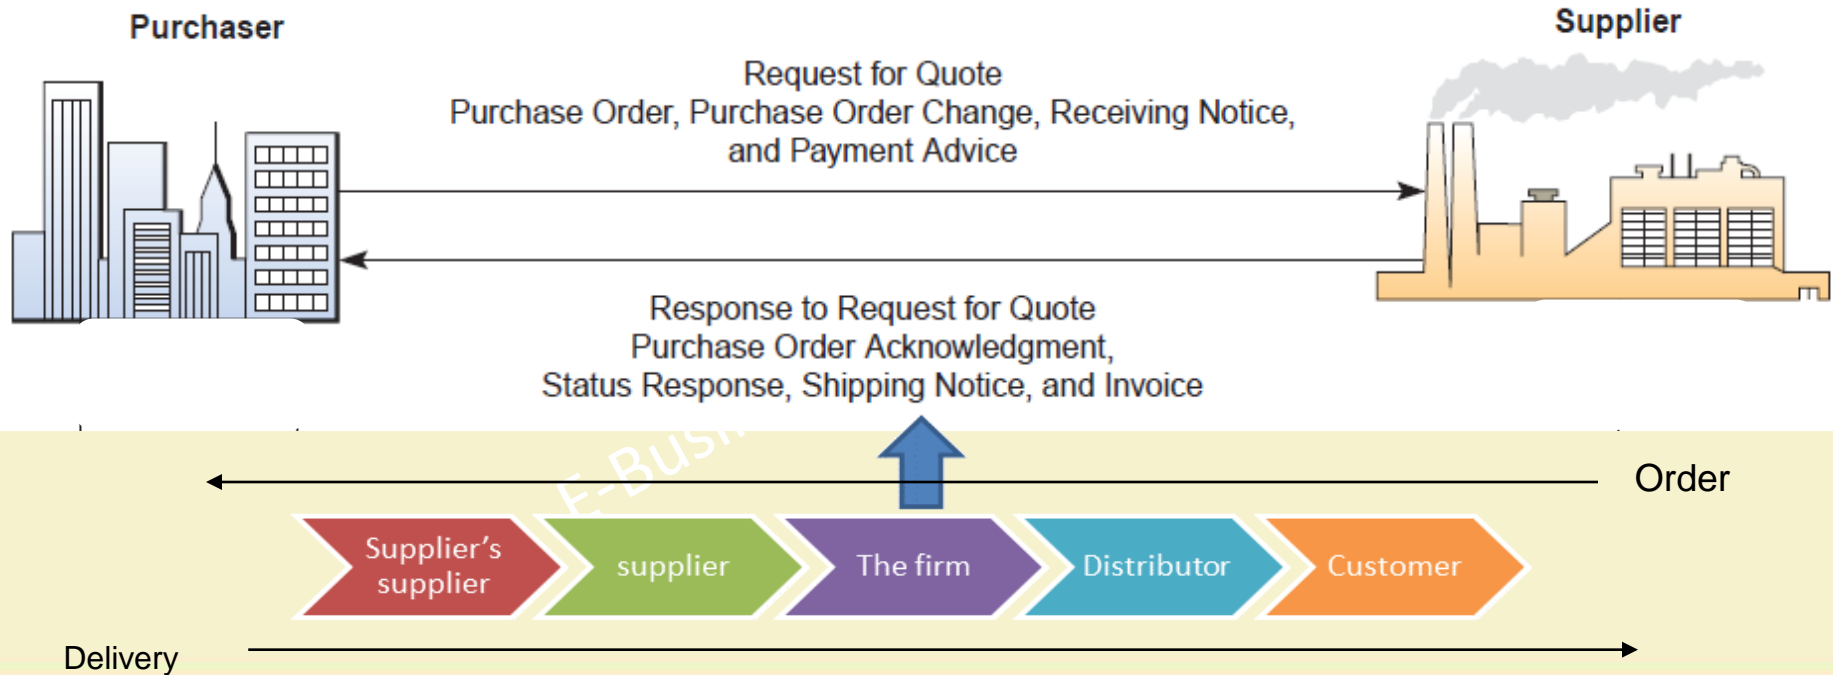 Purchaser
Supplier
Request for Quote
Purchase Order, Purchase Order Change, Receiving Notice,
and Payment Advice
Response to Request for Quote
Purchase Order Acknowledgment,
Status Response, Shipping Notice, and Invoice
Order
Supplier's
supplier
supplier
The firm
Distributor
Customer
Delivery